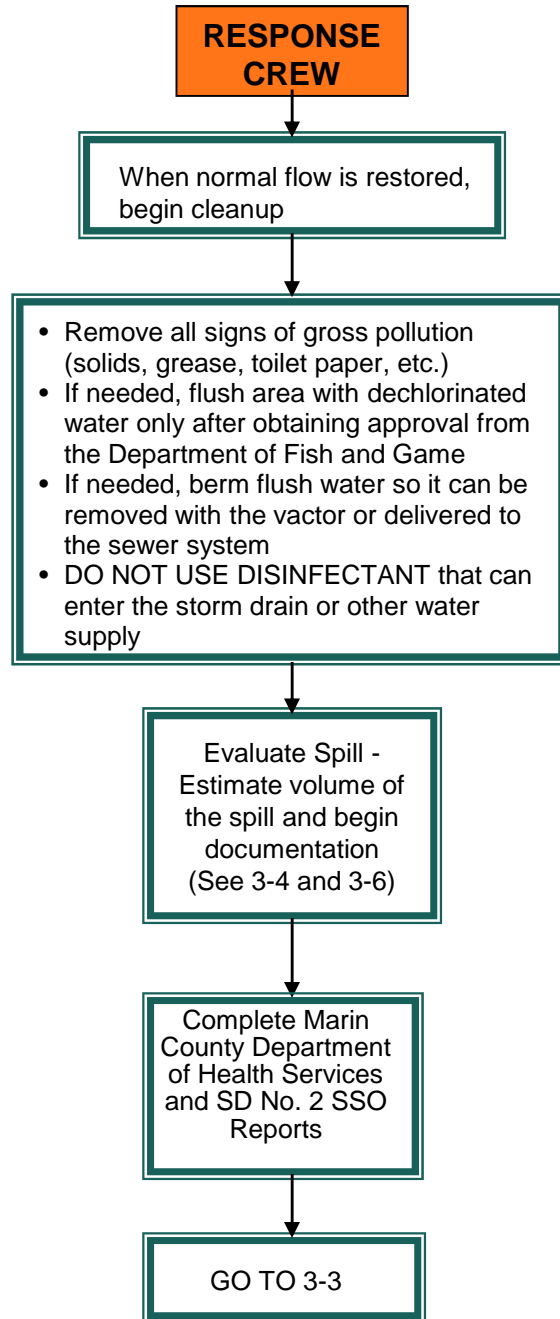 RESPONSE
CREW
When normal flow is restored,
begin cleanup
• Remove all signs of gross pollution
(solids, grease, toilet paper, etc.)
• If needed, flush area with dechlorinated
water only after obtaining approval from
the Department of Fish and Game
• If needed, berm flush water so it can be
removed with the vactor or delivered to
the sewer system
• DO NOT USE DISINFECTANT that can
enter the storm drain or other water
supply
Evaluate Spill -
Estimate volume of
the spill and begin
documentation
(See 3-4 and 3-6)
Complete Marin
County Department
of Health Services
and SD No. 2 SSO
Reports
GO TO 3-3